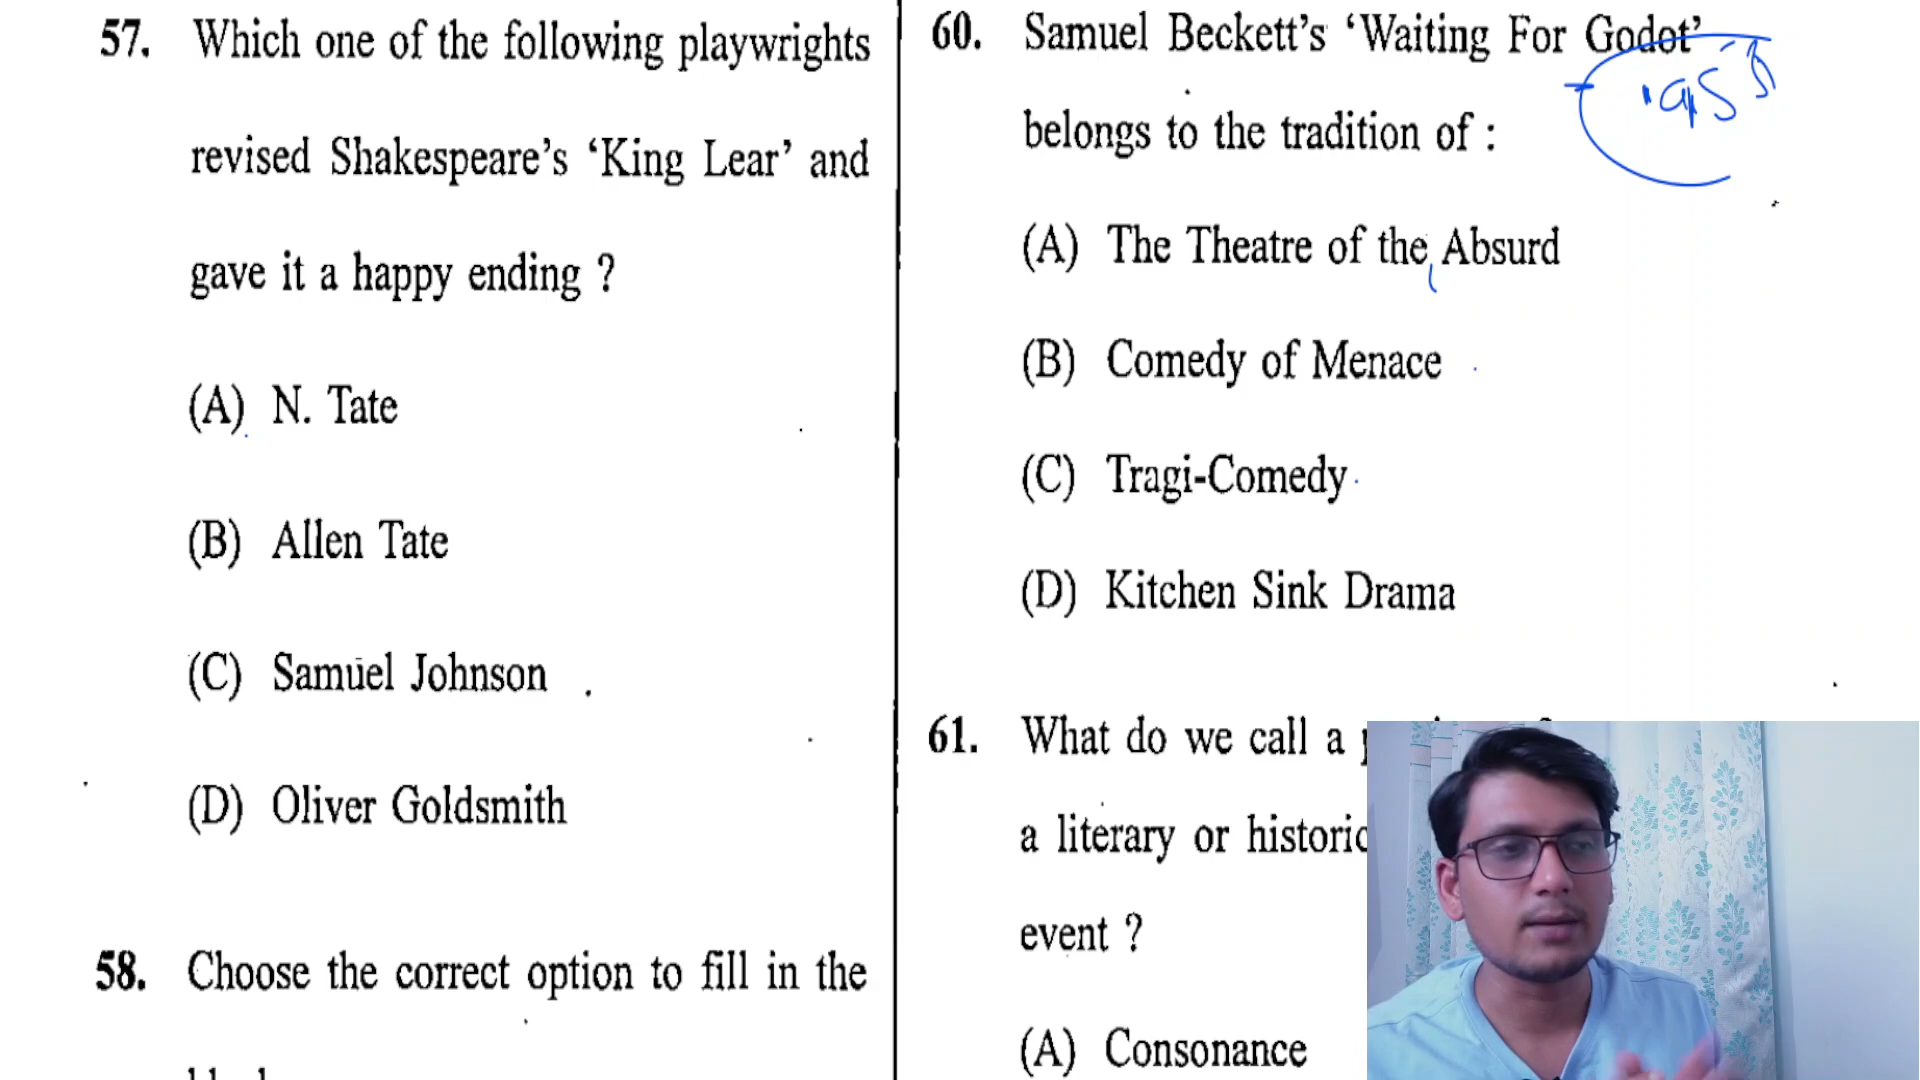 57. Which one of the following playwrights
revised Shakespeare's 'King Lear' and
gave it a happy ending ?
(A) N. Tate
(B) Allen Tate
(C) Samuel Johnson
(D) Oliver Goldsmith
58. Choose the correct option to fill in the
60. Samuel Beckett's 'Waiting For Godot'
belongs to the tradition of :
(A) The Theatre of the Absurd
(B) Comedy of Menace
(C) Tragi-Comedy
(D) Kitchen Sink Drama
61. What do we call a
a literary or historic
event ?
(A) Consonance